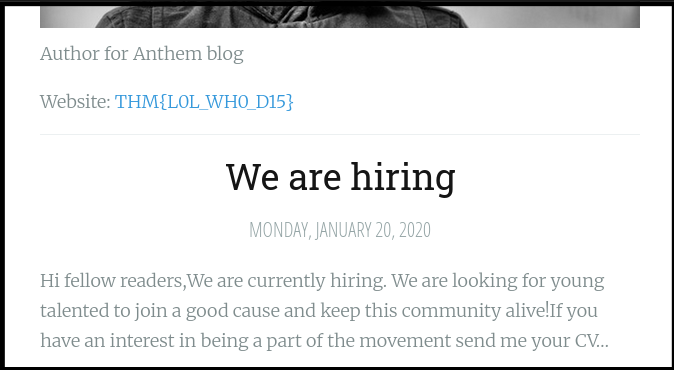 Author for Anthem blog
Website: THM{L0L_WH0_D15}
We are hiring
MONDAY, JANUARY 20, 2020
Hi fellow readers,We are currently hiring. We are looking for young
talented to join a good cause and keep this community alive!If you
have an interest in being a part of the movement send me your CV...